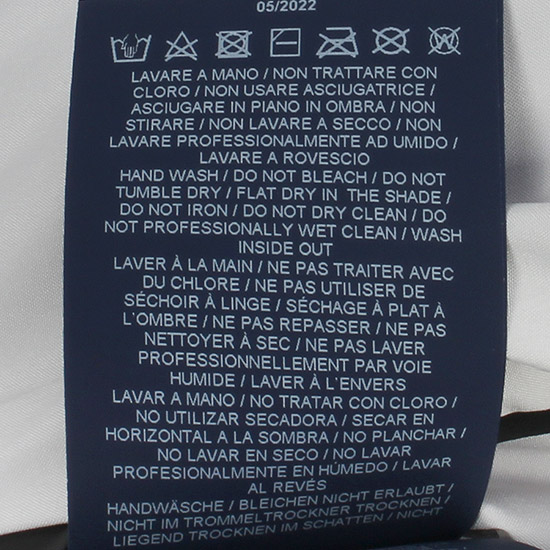 05/2022
LAVARE A MANO / NON TRATTARE CON
CLORO / NON USARE ASCIUGATRICE /
ASCIUGARE IN PIANO IN OMBRA / NON
STIRARE / NON LAVARE A SECCO / NON
LAVARE PROFESSIONALMENTE AD UMIDO /
LAVARE A ROVESCIO
HAND WASH / DO NOT BLEACH / DO NOT
TUMBLE DRY / FLAT DRY IN THE SHADE /
DO NOT IRON / DO NOT DRY CLEAN / DO
NOT PROFESSIONALLY WET CLEAN / WASH
INSIDE OUT
LAVER À LA MAIN / NE PAS TRAITER AVEC
DU CHLORE / NE PAS UTILISER DE
SÉCHOIR À LINGE / SÉCHAGE À PLAT À
L`OMBRE / NE PAS REPASSER / NE PAS
NETTOYER À SEC / NE PAS LAVER
PROFESSIONNELLEMENT PAR VOIE
HUMIDE / LAVER À L`ENVERS
LAVAR A MANO / NO TRATAR CON CLORO /
NO UTILIZAR SECADORA / SECAR EN
HORIZONTAL A LA SOMBRA / NO PLANCHAR /
NO LAVAR EN SECO / NO LAVAR
PROFESIONALMENTE EN HÚMEDO / LAVAR
AL REVÉS
HANDWÄSCHE / BLEICHEN NICHT ERLAUBT /
NICHT IM TROMMELTROCKNER TROCKNEN /
LIEGEND TROCKNEN IM SCHATTEN / NICHT